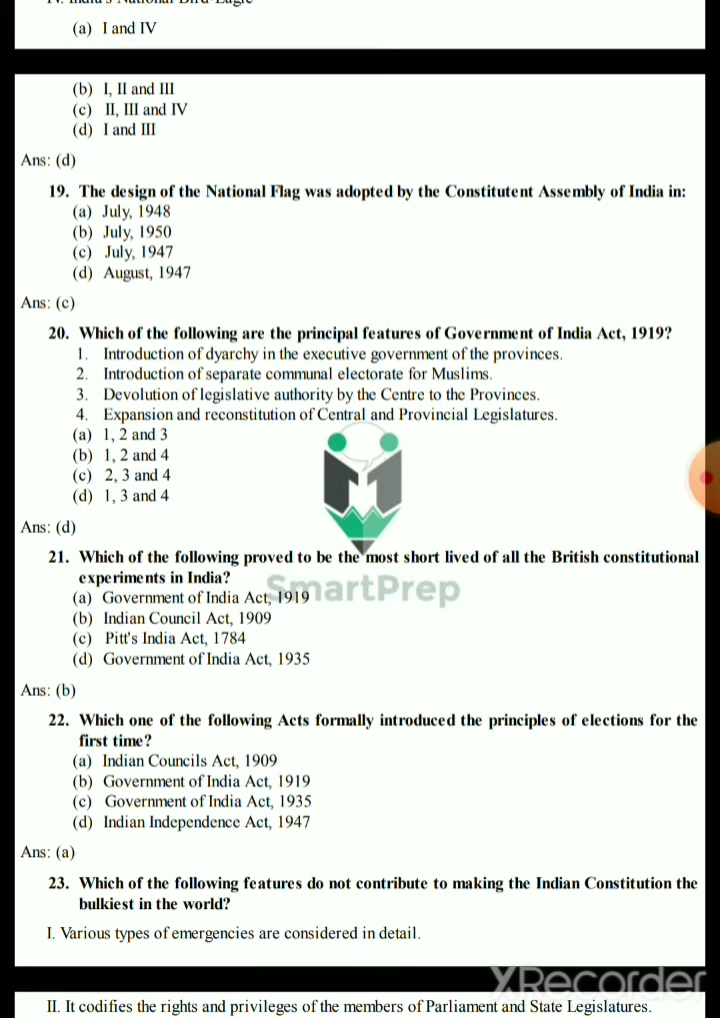 IV. India's National Bird-Eagle
(a) I and IV
(b) I, II and III
(c) II, III and IV
(d) I and III
Ans: (d)
19. The design of the National Flag was adopted by the Constitutent Assembly of India in:
(a) July, 1948
(b) July, 1950
(c) July, 1947
(d) August, 1947
Ans: (c)
20. Which of the following are the principal features of Government of India Act, 1919?
1. Introduction of dyarchy in the executive government of the provinces.
2. Introduction of separate communal electorate for Muslims.
3. Devolution of legislative authority by the Centre to the Provinces.
4. Expansion and reconstitution of Central and Provincial Legislatures.
(a) 1, 2 and 3
(b) 1, 2 and 4
(c) 2, 3 and 4
(d) 1, 3 and 4
Ans: (d)
21. Which of the following proved to be the most short lived of all the British constitutional
experiments in India?
SmartPrep
(a) Government of India Act, 1919
(b) Indian Council Act, 1909
(c) Pitt's India Act, 1784
(d) Government of India Act, 1935
Ans: (b)
22. Which one of the following Acts formally introduced the principles of elections for the
first time?
(a) Indian Councils Act, 1909
(b) Government of India Act, 1919
(c) Government of India Act, 1935
(d) Indian Independence Act, 1947
Ans: (a)
23. Which of the following features do not contribute to making the Indian Constitution the
bulkiest in the world?
I. Various types of emergencies are considered in detail.
XRecorder
II. It codifies the rights and privileges of the members of Parliament and State Legislatures.